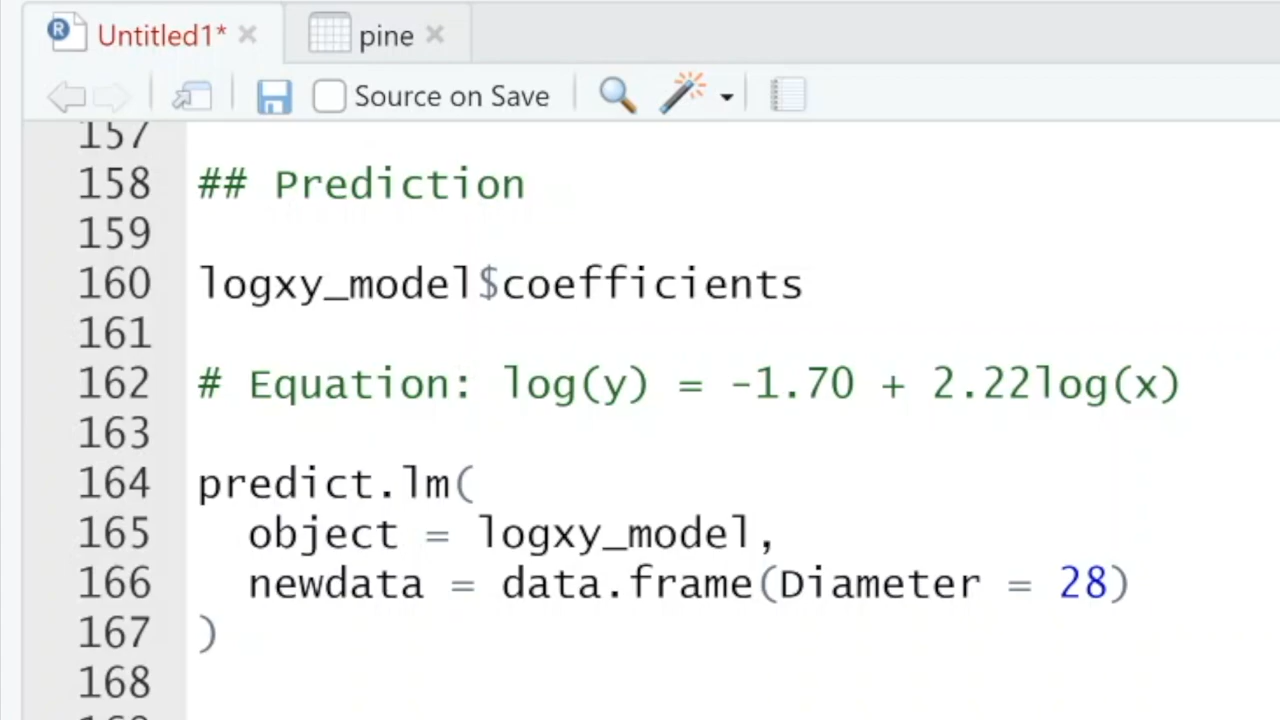 Untitled1* pine
Source on Save
157
158 ## Prediction
159
160 logxy_model$coefficients
161
162 # Equation: log(y) = -1.70 + 2.22log(x)
163
164 predict.lm(
165 object = logxy_model,
166 newdata = data.frame(Diameter = 28)
167 )
168